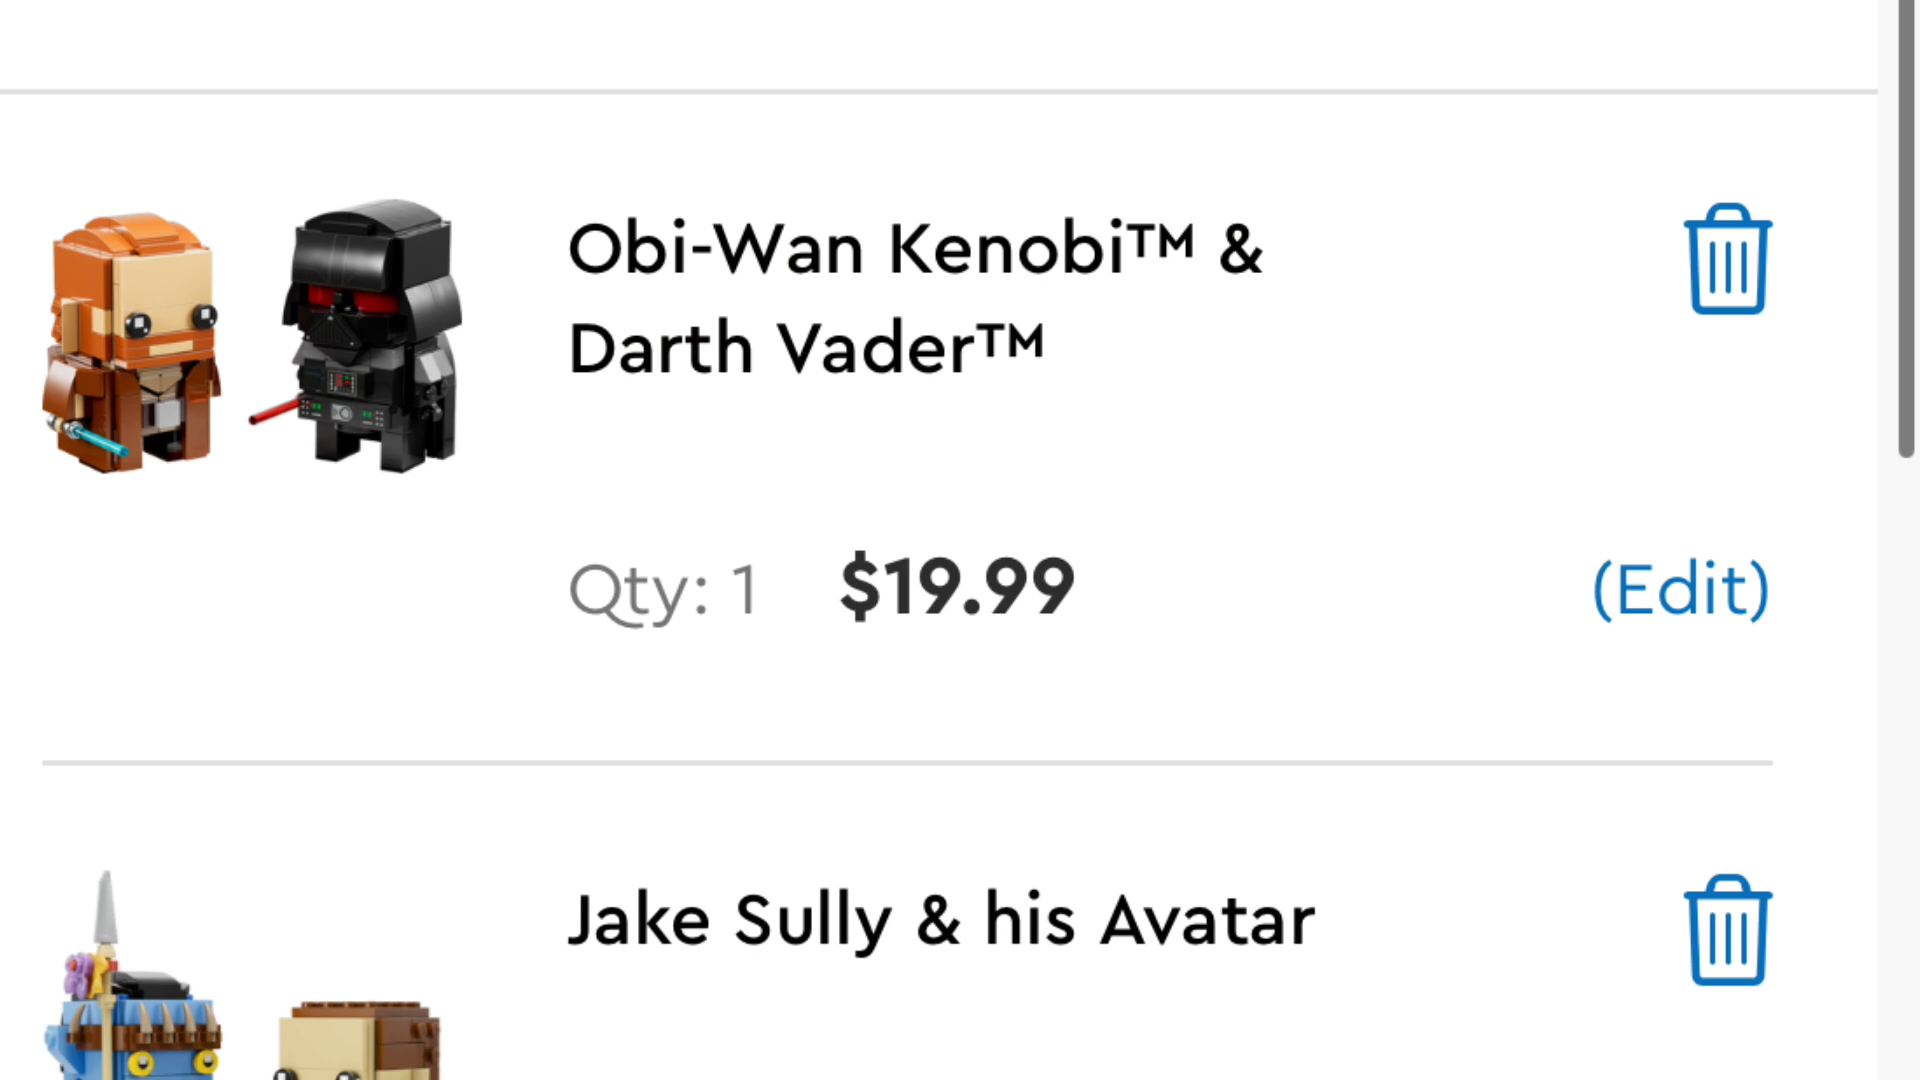 Obi-Wan Kenobi™ &
Darth Vader™
Qty: 1 $19.99 (Edit)
Jake Sully & his Avatar